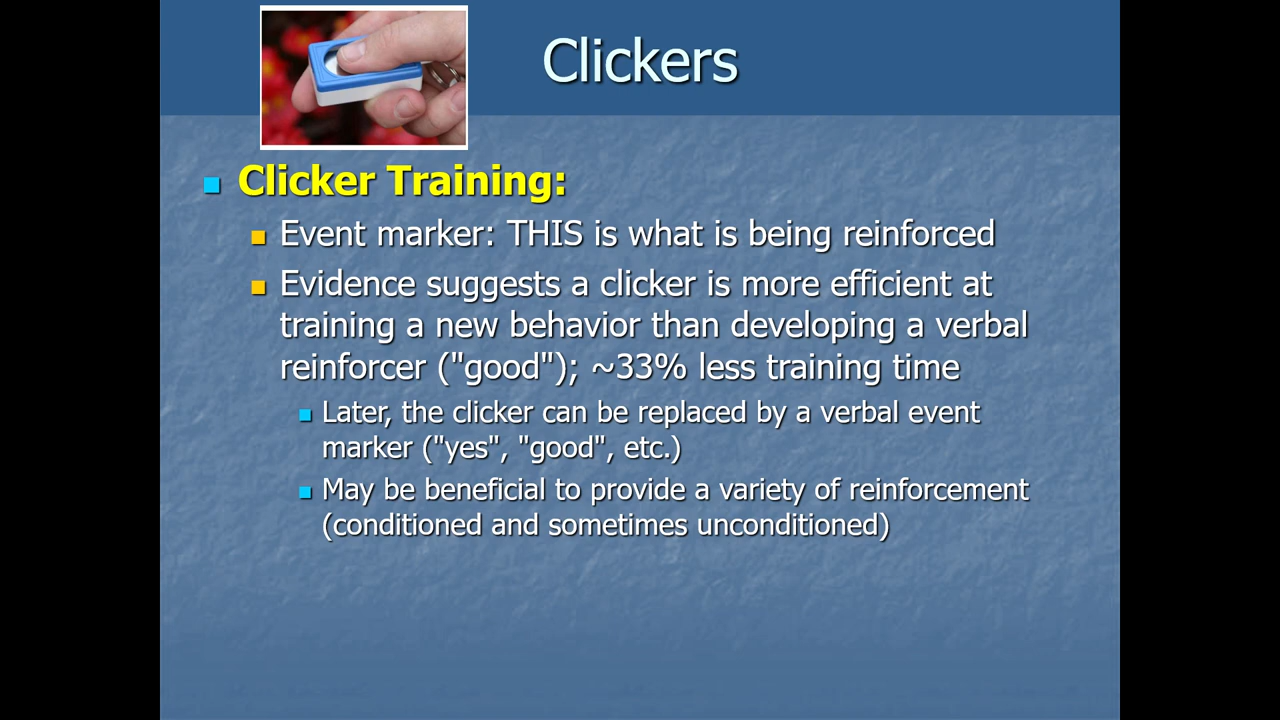 Clickers
Clicker Training:
Event marker: THIS is what is being reinforced
Evidence suggests a clicker is more efficient at
training a new behavior than developing a verbal
reinforcer ("good"); ~33% less training time
Later, the clicker can be replaced by a verbal event
marker ("yes", "good", etc.)
May be beneficial to provide a variety of reinforcement
(conditioned and sometimes unconditioned)